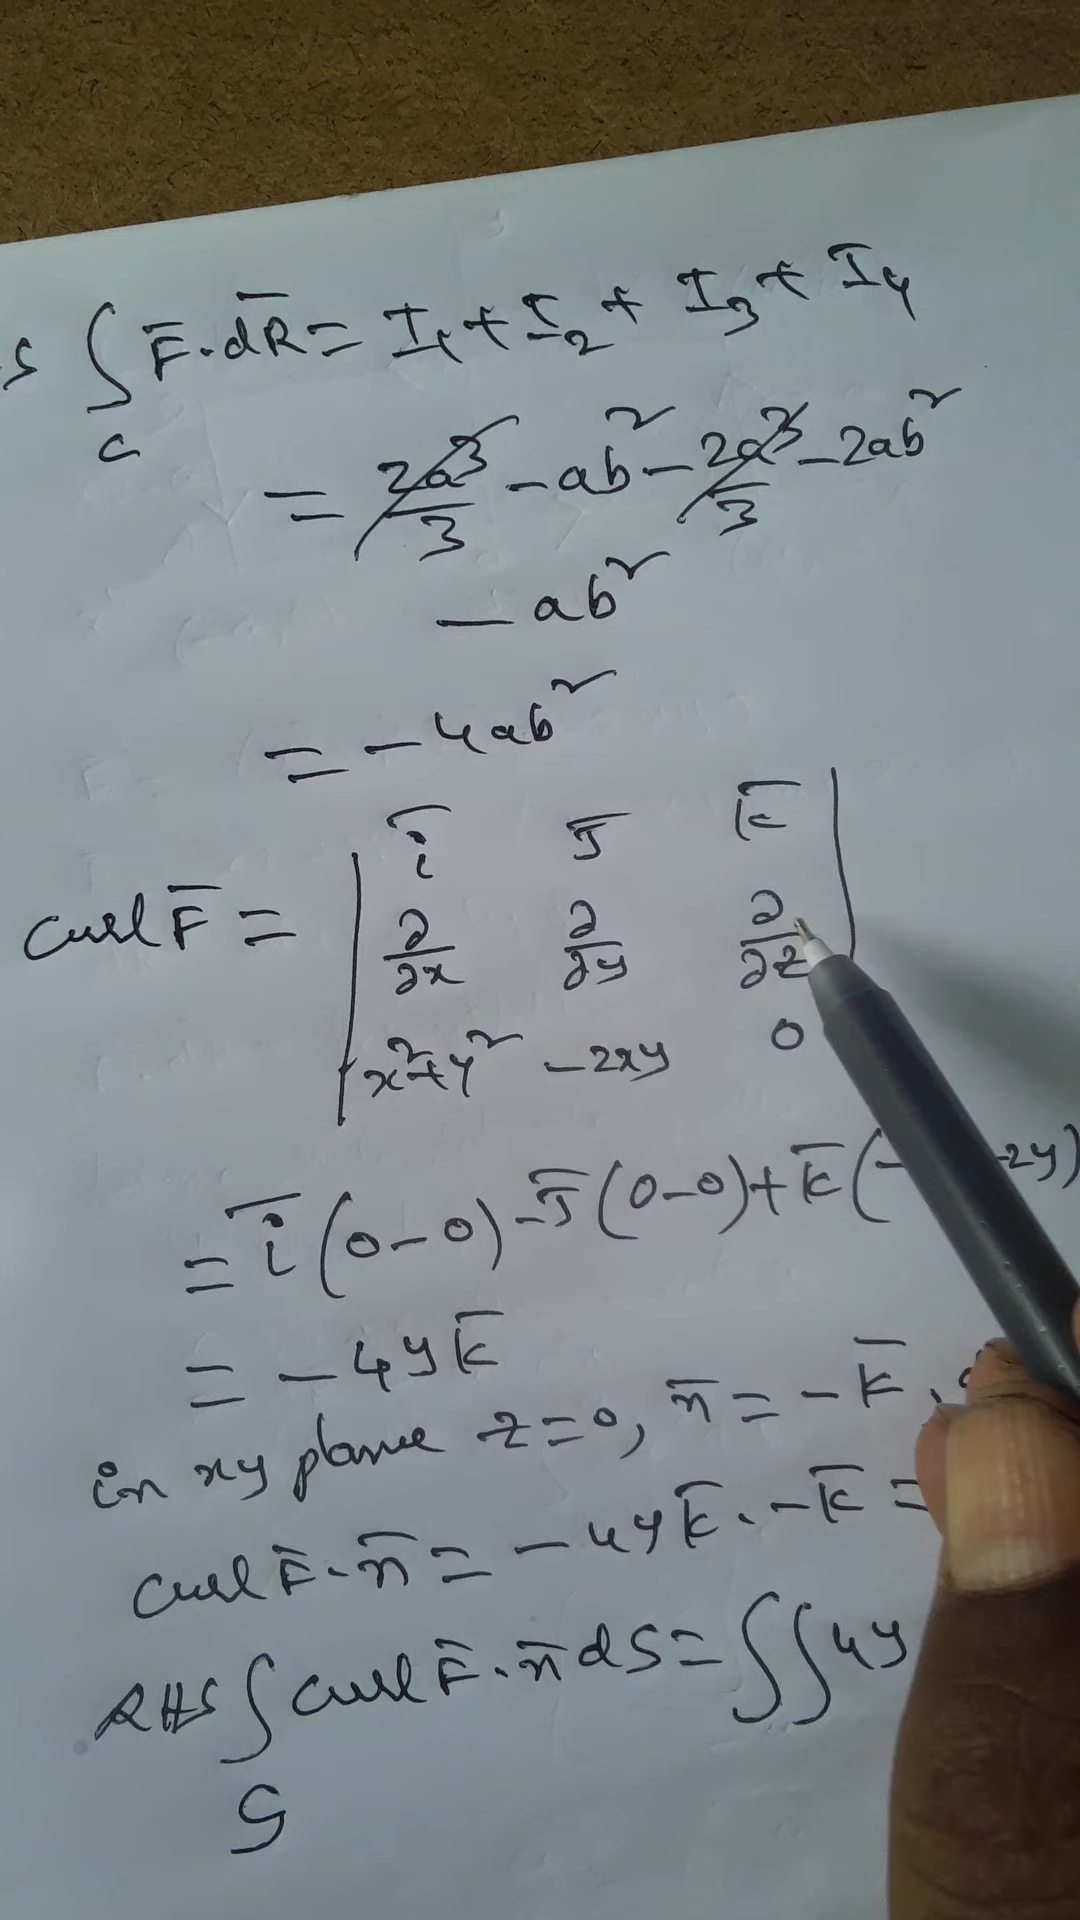 s ∫ F̅.dR̅ = I₁ + I₂ + I₃ + I₄
c
= 2a³/3 - ab² - 2a³/3 - 2ab²
- ab²
= - 4ab²
curl F̅ = | i̅ j̅ k̅ |
∂/∂x ∂/∂y ∂/∂z
x²+y² -2xy 0
= i̅ (0-0) - j̅ (0-0) + k̅ (- -2y)
= - 4y k̅
in xy plane z=0, n̅ = - k̅,
curl F̅.n̅ = - 4y k̅ . - k̅ =
RHS ∫ curl F̅.n̅ ds = ∫∫ 4y
S